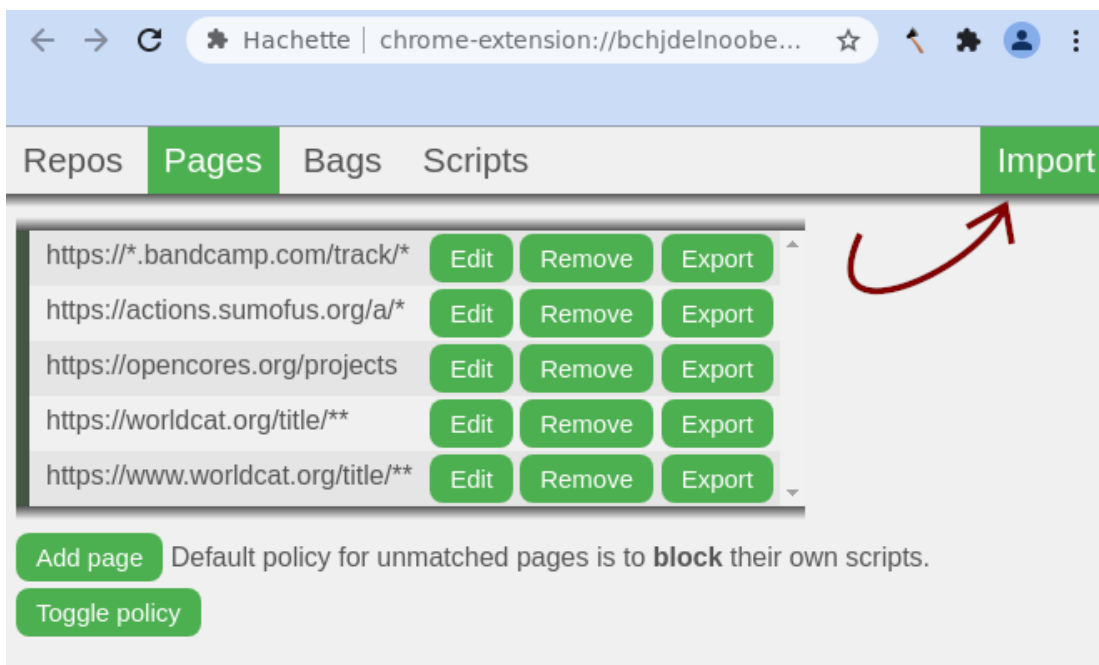 Hachette | chrome-extension://bchjdelnoobe...
Repos Pages Bags Scripts Import
https://*.bandcamp.com/track/* Edit Remove Export
https://actions.sumofus.org/a/* Edit Remove Export
https://opencores.org/projects Edit Remove Export
https://worldcat.org/title/** Edit Remove Export
https://www.worldcat.org/title/** Edit Remove Export
Add page Default policy for unmatched pages is to block their own scripts.
Toggle policy